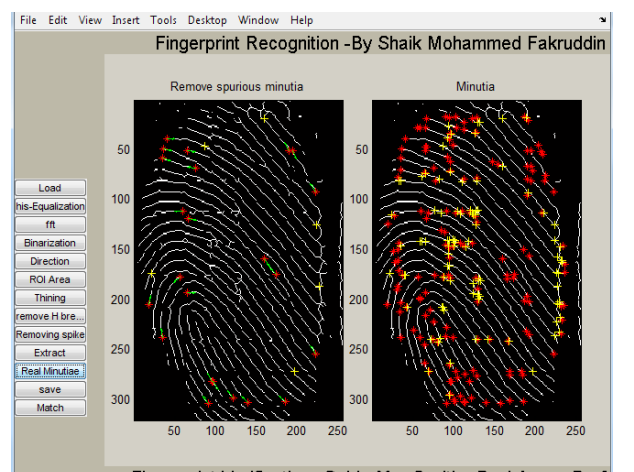 File Edit View Insert Tools Desktop Window Help
Fingerprint Recognition -By Shaik Mohammed Fakruddin
Remove spurious minutia
Minutia
50
100
150
200
250
300
50 100 150 200 250
50
100
150
200
250
300
50 100 150 200 250
Load
his-Equalization
fft
Binarization
Direction
ROI Area
Thining
remove H bre...
Removing spike
Extract
Real Minutiae
save
Match